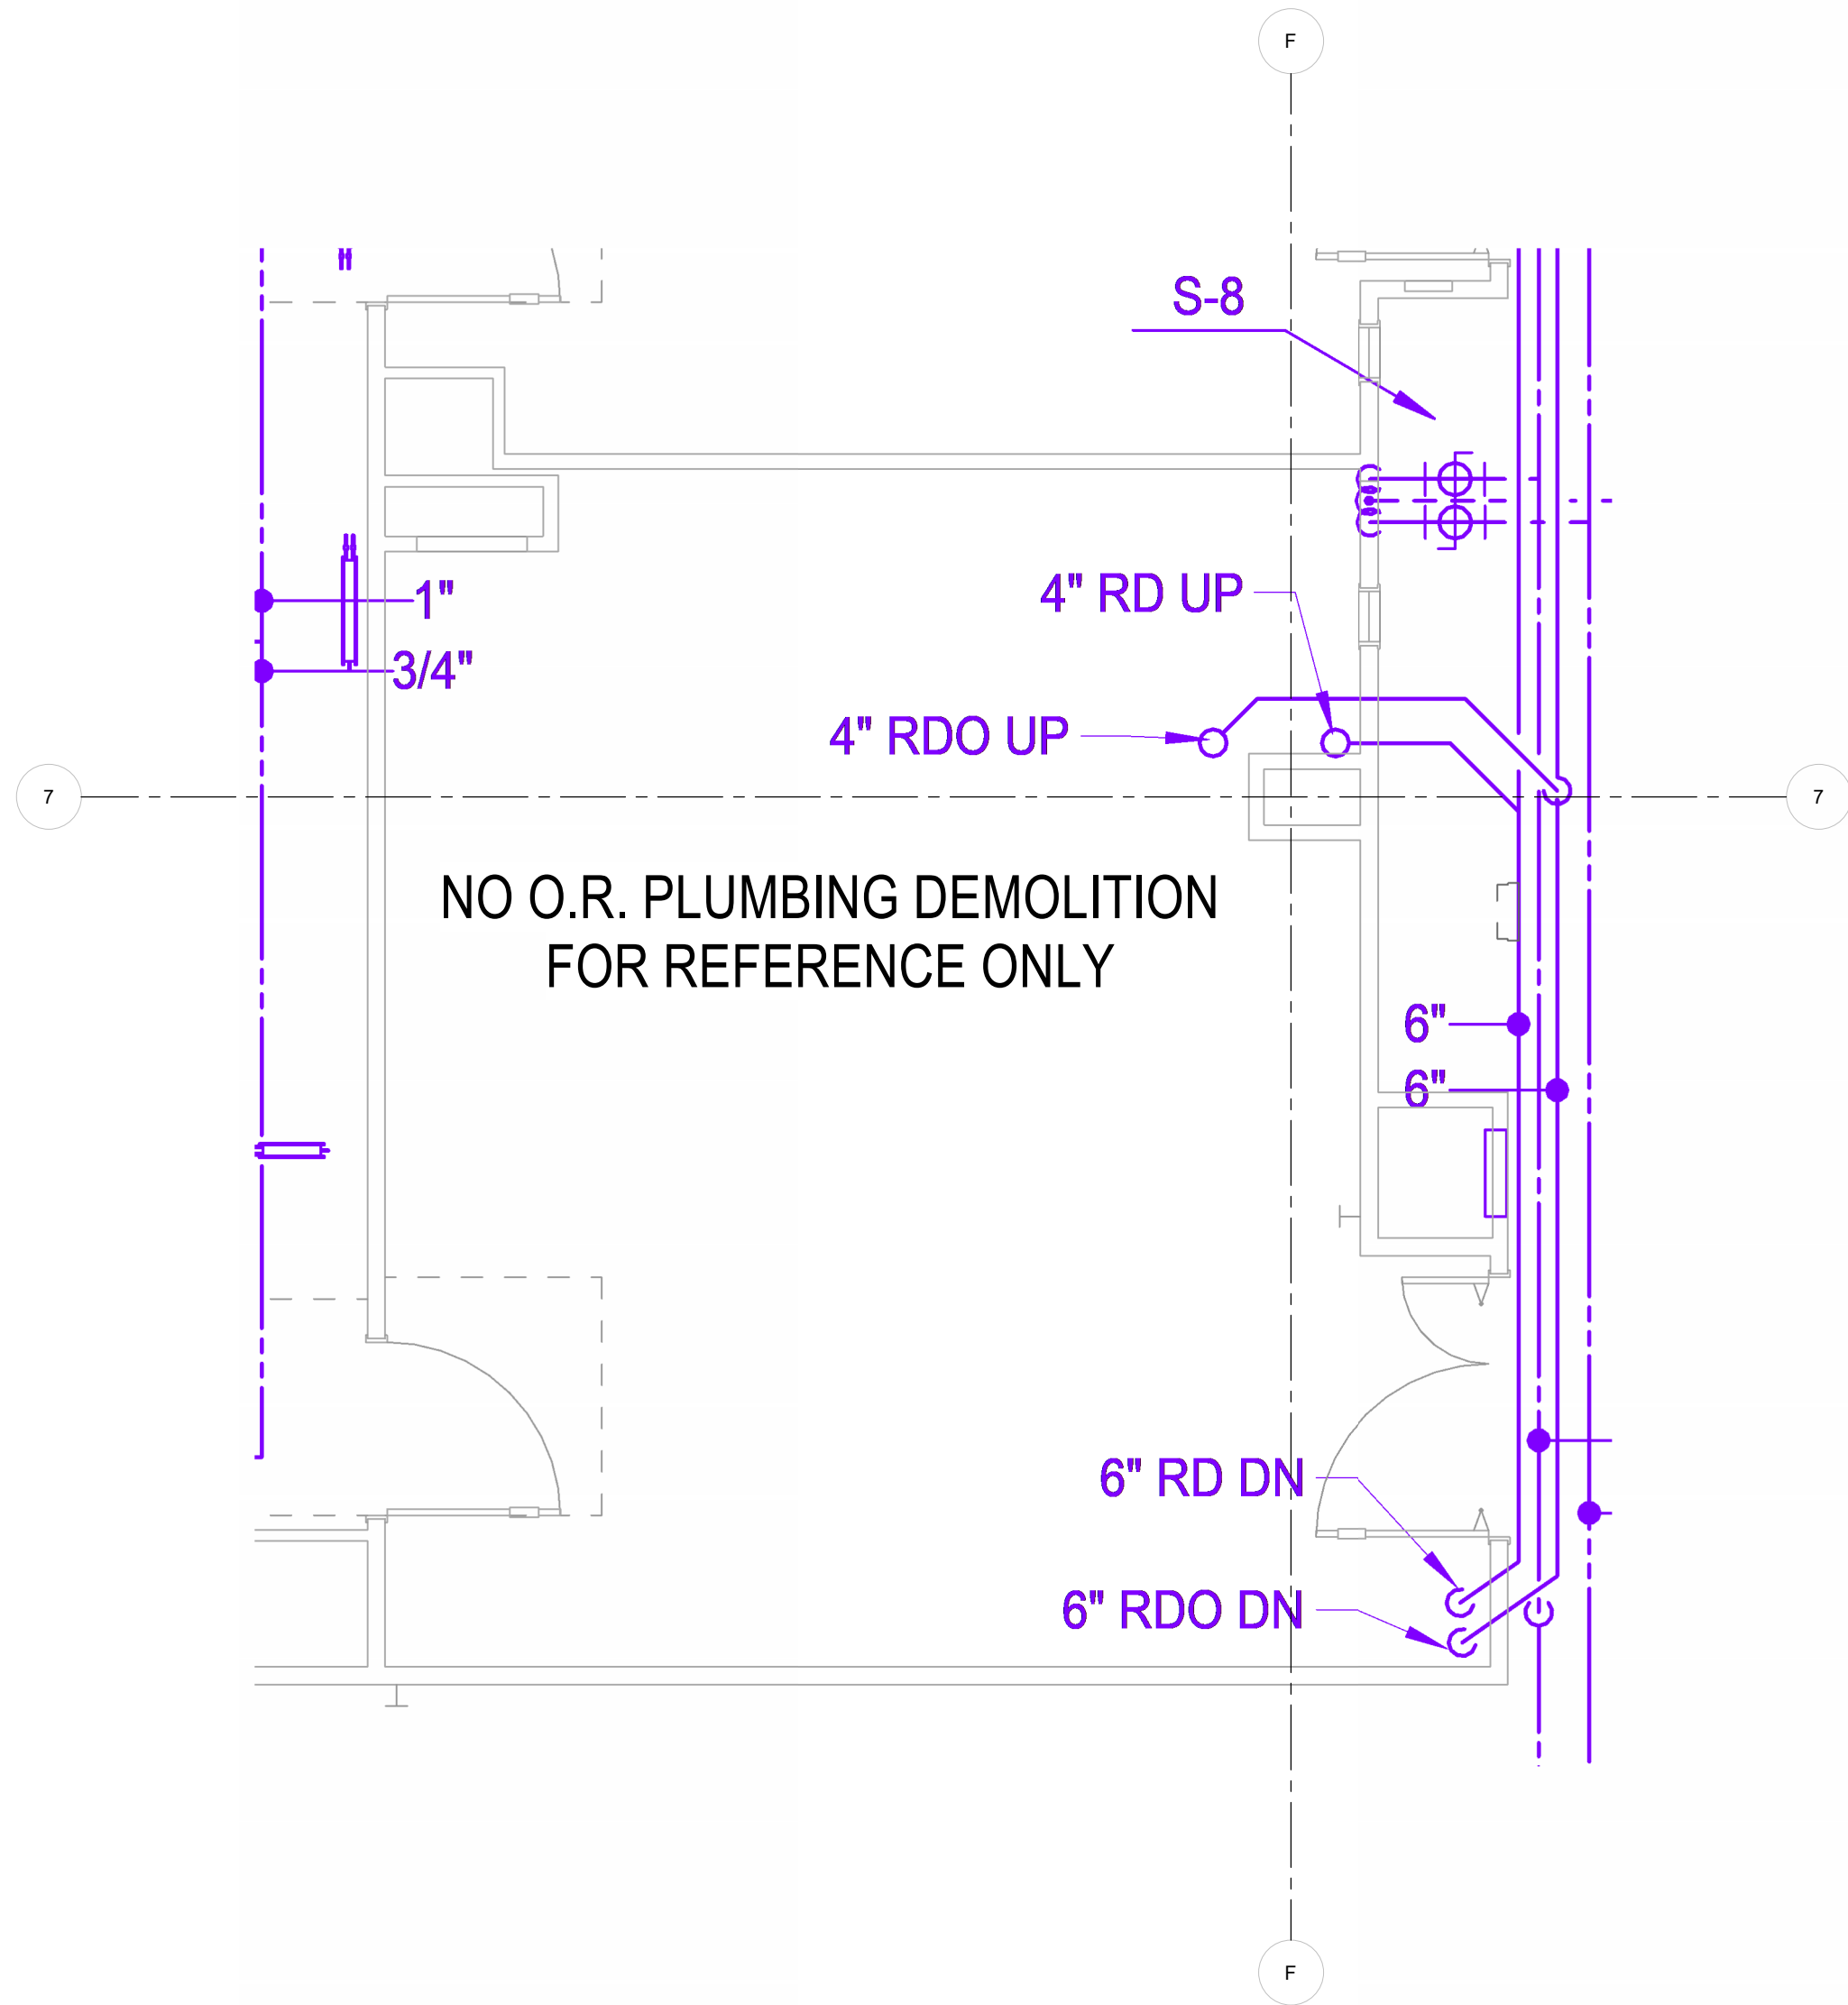 F
S-8
1"
4" RD UP
3/4"
4" RDO UP
7
7
NO O.R. PLUMBING DEMOLITION
FOR REFERENCE ONLY
6"
6"
6" RD DN
6" RDO DN
F